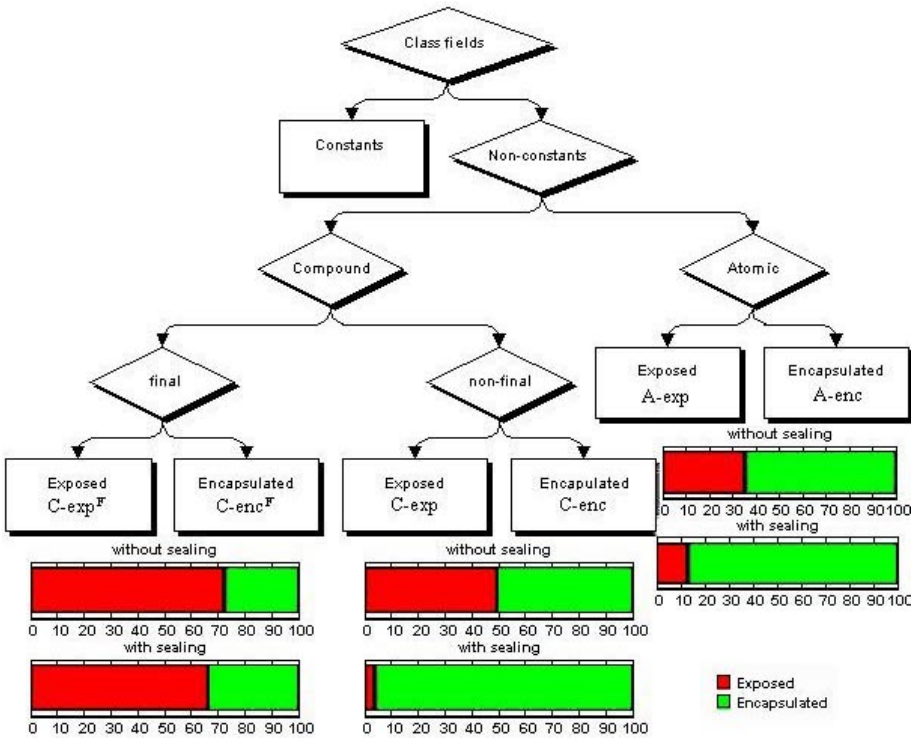 Class fields
Constants
Non-constants
Compound
Atomic
final
non-final
Exposed
A-exp
Encapsulated
A-enc
without sealing
0 10 20 30 40 50 60 70 80 90 100
with sealing
0 10 20 30 40 50 60 70 80 90 100
Exposed
C-expF
Encapsulated
C-encF
Exposed
C-exp
Encapulated
C-enc
without sealing
0 10 20 30 40 50 60 70 80 90 100
with sealing
0 10 20 30 40 50 60 70 80 90 100
without sealing
0 10 20 30 40 50 60 70 80 90 100
with sealing
0 10 20 30 40 50 60 70 80 90 100
Exposed
Encapsulated